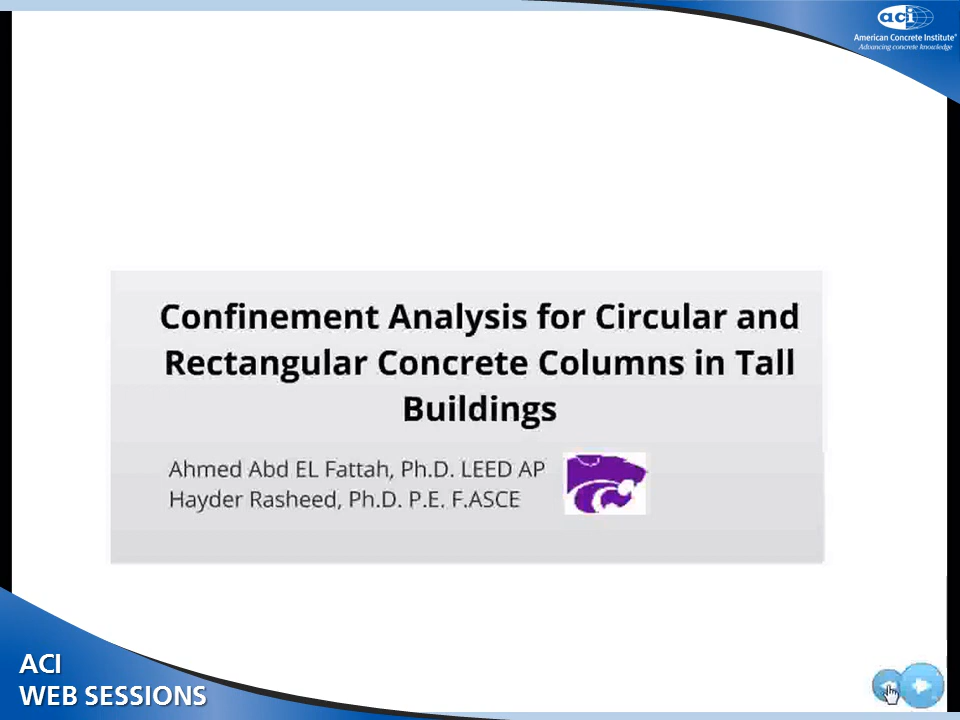 aci
American Concrete Institute®
Advancing concrete knowledge
Confinement Analysis for Circular and
Rectangular Concrete Columns in Tall
Buildings
Ahmed Abd EL Fattah, Ph.D. LEED AP
Hayder Rasheed, Ph.D. P.E. F.ASCE
ACI
WEB SESSIONS